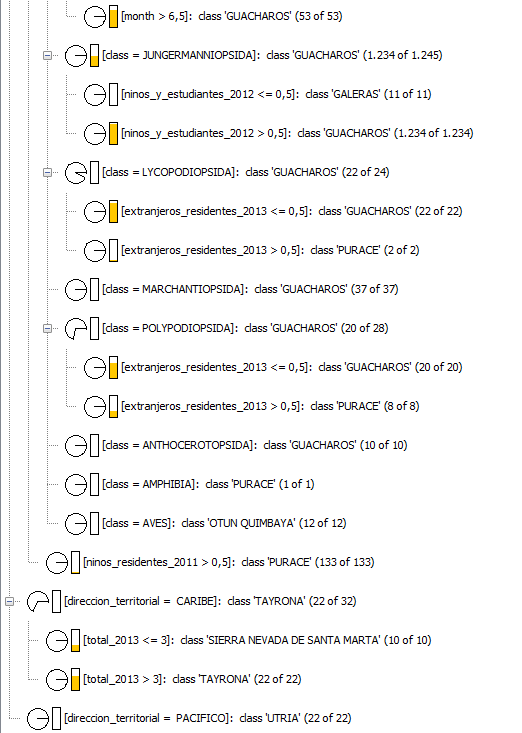 [month > 6,5]: class 'GUACHAROS' (53 of 53)
[class = JUNGERMANNIOPSIDA]: class 'GUACHAROS' (1.234 of 1.245)
[ninos_y_estudiantes_2012 <= 0,5]: class 'GALERAS' (11 of 11)
[ninos_y_estudiantes_2012 > 0,5]: class 'GUACHAROS' (1.234 of 1.234)
[class = LYCOPODIOPSIDA]: class 'GUACHAROS' (22 of 24)
[extranjeros_residentes_2013 <= 0,5]: class 'GUACHAROS' (22 of 22)
[extranjeros_residentes_2013 > 0,5]: class 'PURACE' (2 of 2)
[class = MARCHANTIOPSIDA]: class 'GUACHAROS' (37 of 37)
[class = POLYPODIOPSIDA]: class 'GUACHAROS' (20 of 28)
[extranjeros_residentes_2013 <= 0,5]: class 'GUACHAROS' (20 of 20)
[extranjeros_residentes_2013 > 0,5]: class 'PURACE' (8 of 8)
[class = ANTHOCEROTOPSIDA]: class 'GUACHAROS' (10 of 10)
[class = AMPHIBIA]: class 'PURACE' (1 of 1)
[class = AVES]: class 'OTUN QUIMBAYA' (12 of 12)
[ninos_residentes_2011 > 0,5]: class 'PURACE' (133 of 133)
[direccion_territorial = CARIBE]: class 'TAYRONA' (22 of 32)
[total_2013 <= 3]: class 'SIERRA NEVADA DE SANTA MARTA' (10 of 10)
[total_2013 > 3]: class 'TAYRONA' (22 of 22)
[direccion_territorial = PACIFICO]: class 'UTRIA' (22 of 22)